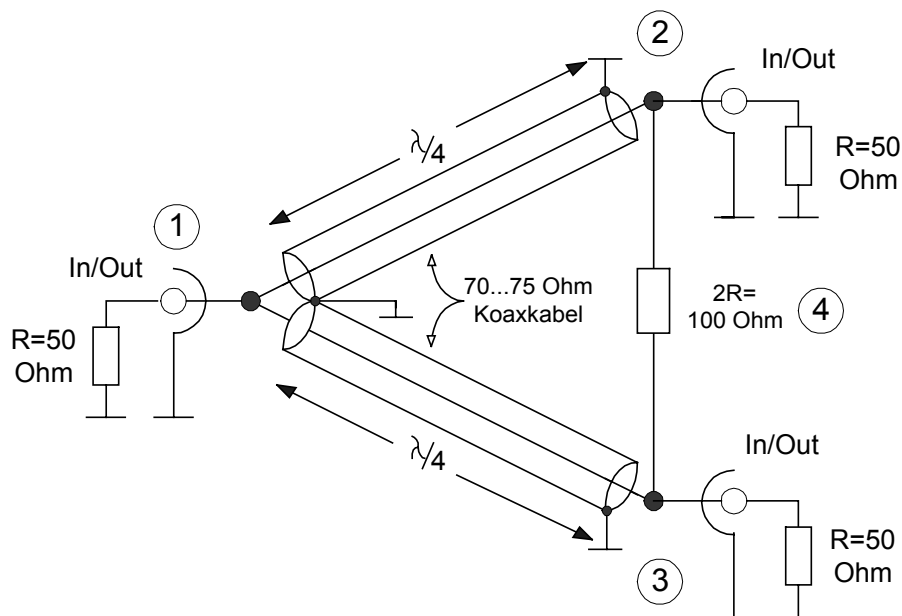 2
In/Out
λ/4
R=50
Ohm
1
In/Out
70...75 Ohm
Koaxkabel
2R=
100 Ohm
4
R=50
Ohm
λ/4
In/Out
R=50
Ohm
3